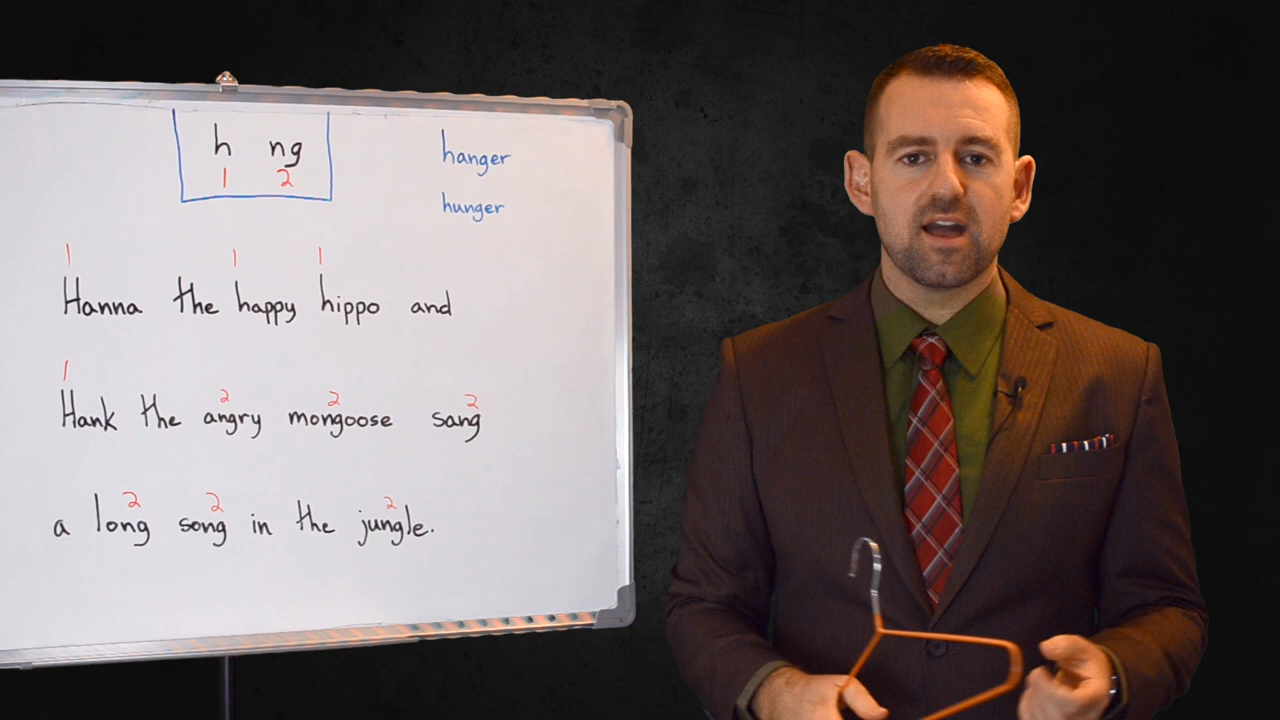 h ng
1 2
hanger
hunger
1 1 1
Hanna the happy hippo and
1 2 2 2
Hank the angry mongoose sang
2 2 2
a long song in the jungle.